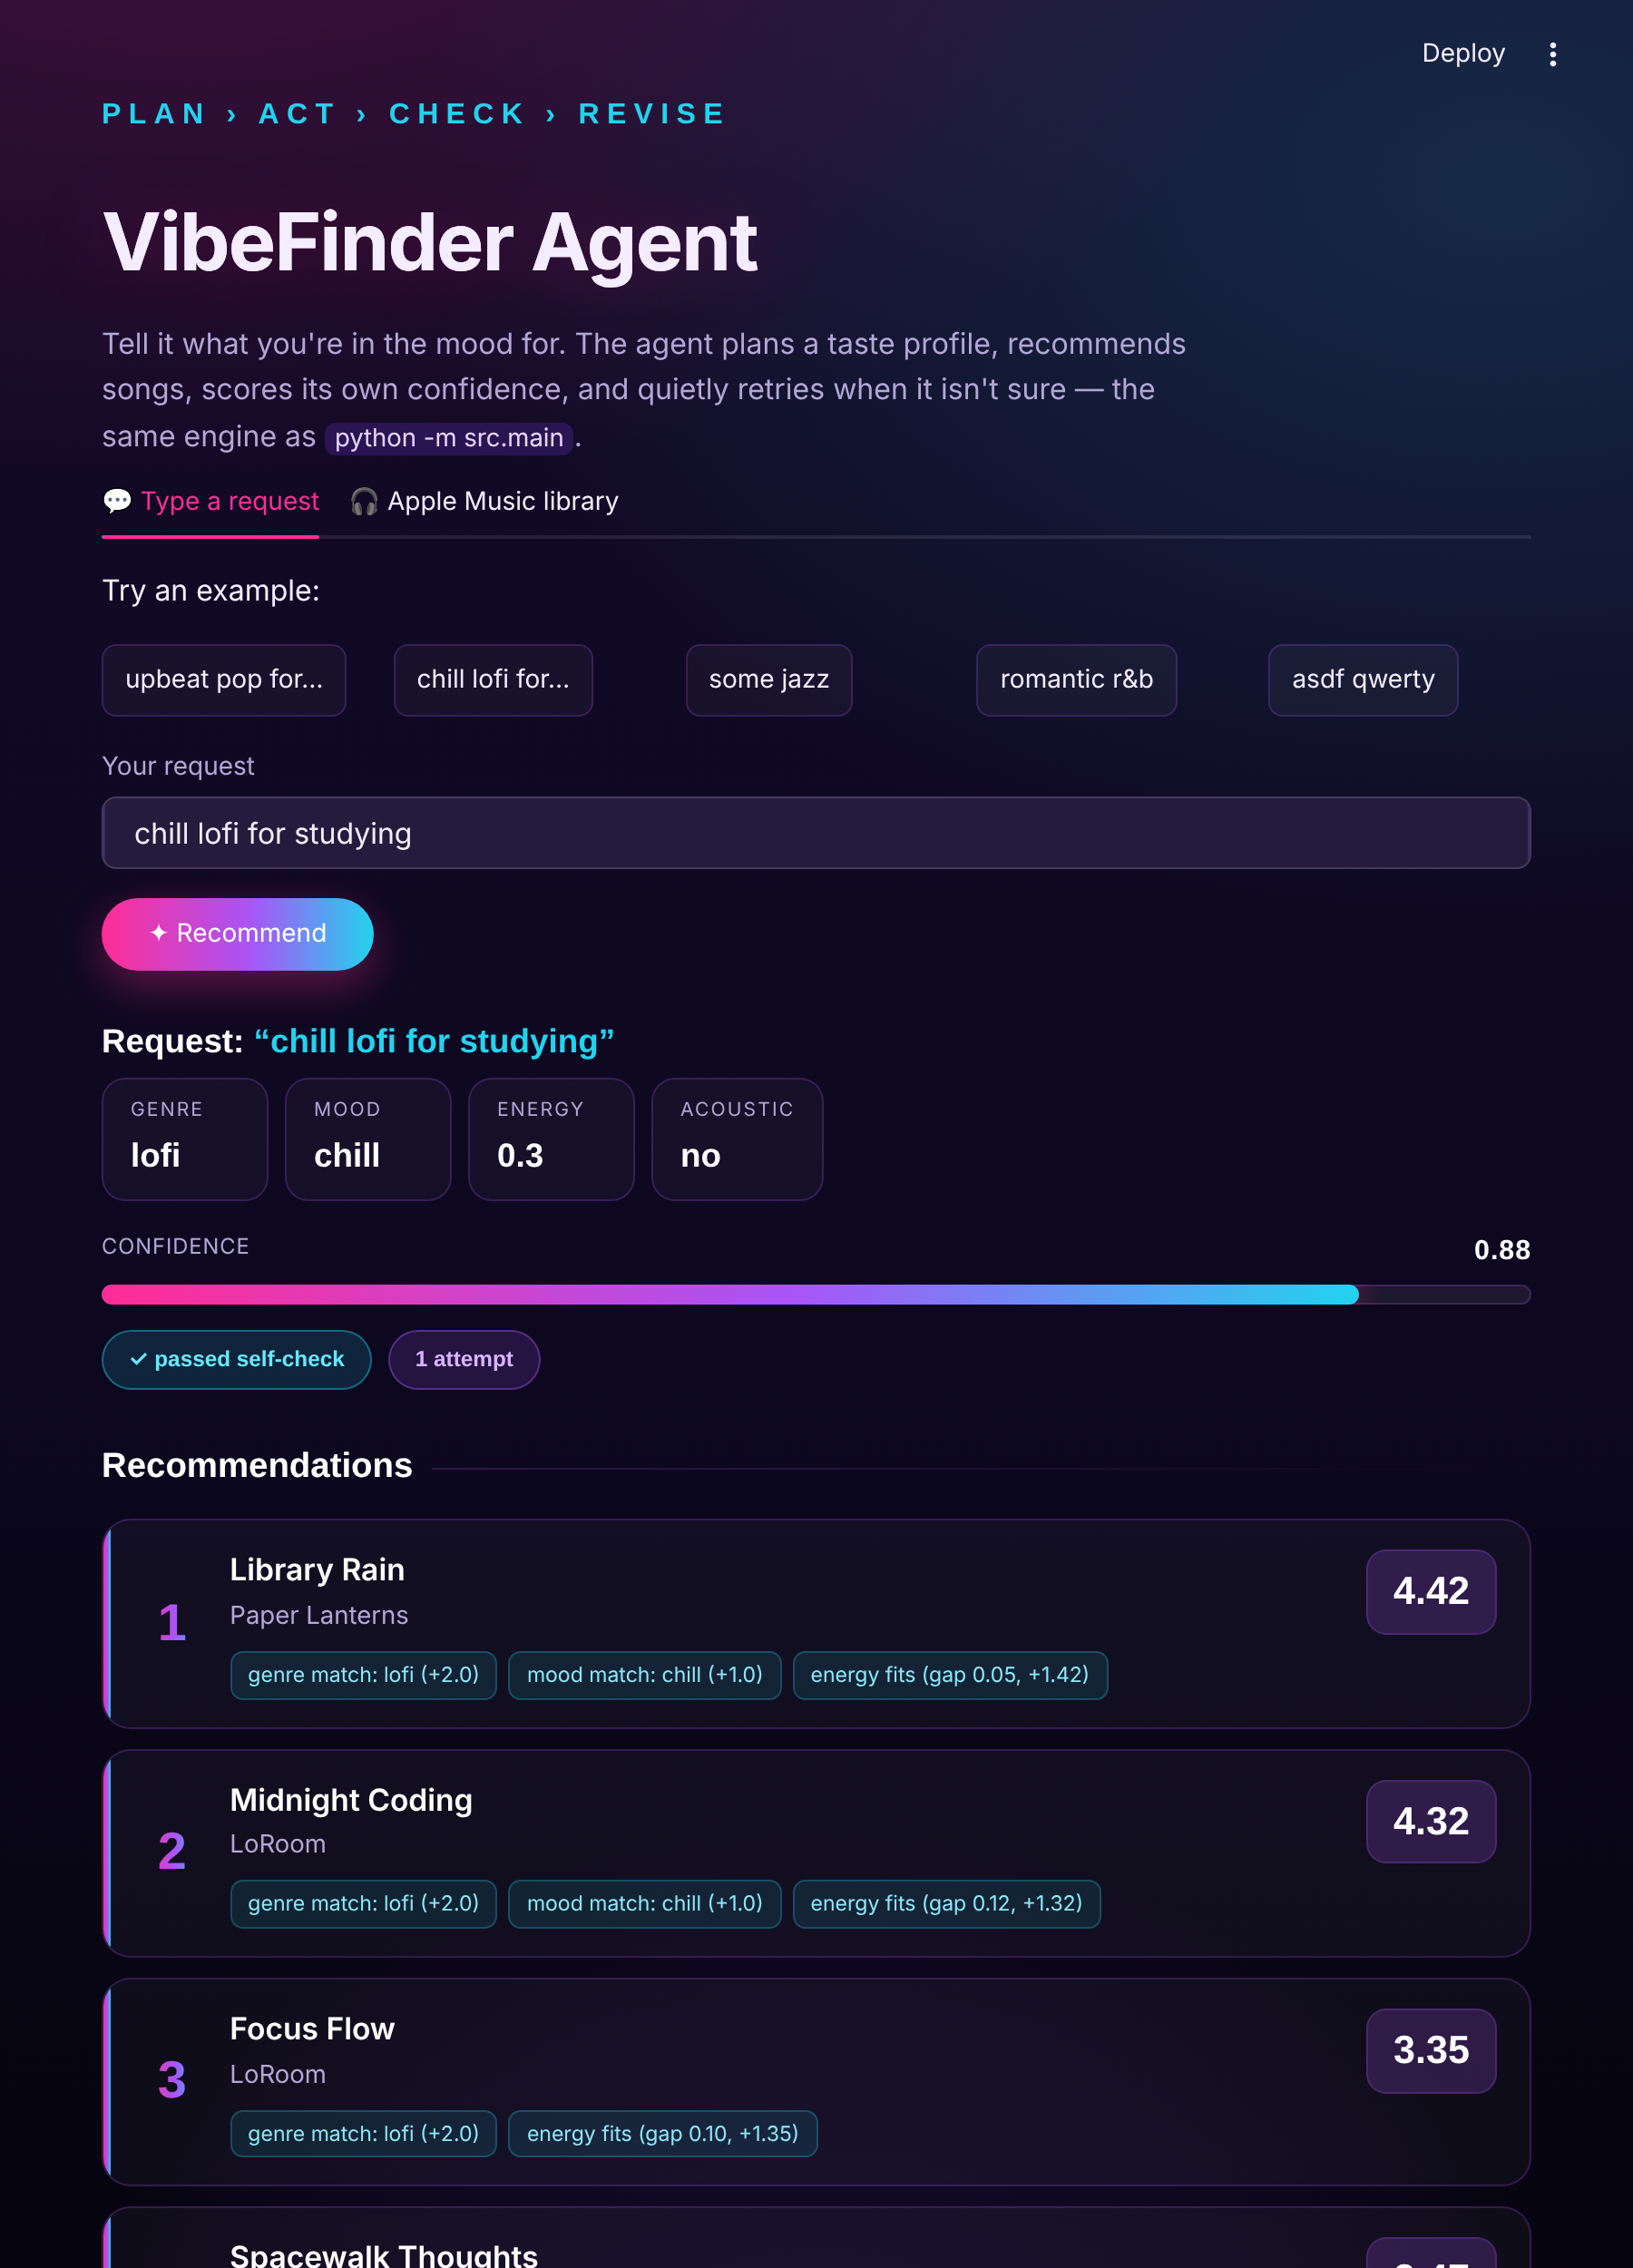 Deploy
PLAN › ACT › CHECK › REVISE
VibeFinder Agent
Tell it what you're in the mood for. The agent plans a taste profile, recommends
songs, scores its own confidence, and quietly retries when it isn't sure — the
same engine as python -m src.main.
💬 Type a request 🎧 Apple Music library
Try an example:
upbeat pop for... chill lofi for... some jazz romantic r&b asdf qwerty
Your request
chill lofi for studying
✦ Recommend
Request: “chill lofi for studying”
GENRE MOOD ENERGY ACOUSTIC
lofi chill 0.3 no
CONFIDENCE 0.88
✓ passed self-check 1 attempt
Recommendations
1
Library Rain
Paper Lanterns
genre match: lofi (+2.0) mood match: chill (+1.0) energy fits (gap 0.05, +1.42)
4.42
2
Midnight Coding
LoRoom
genre match: lofi (+2.0) mood match: chill (+1.0) energy fits (gap 0.12, +1.32)
4.32
3
Focus Flow
LoRoom
genre match: lofi (+2.0) energy fits (gap 0.10, +1.35)
3.35
Spacewalk Thoughts